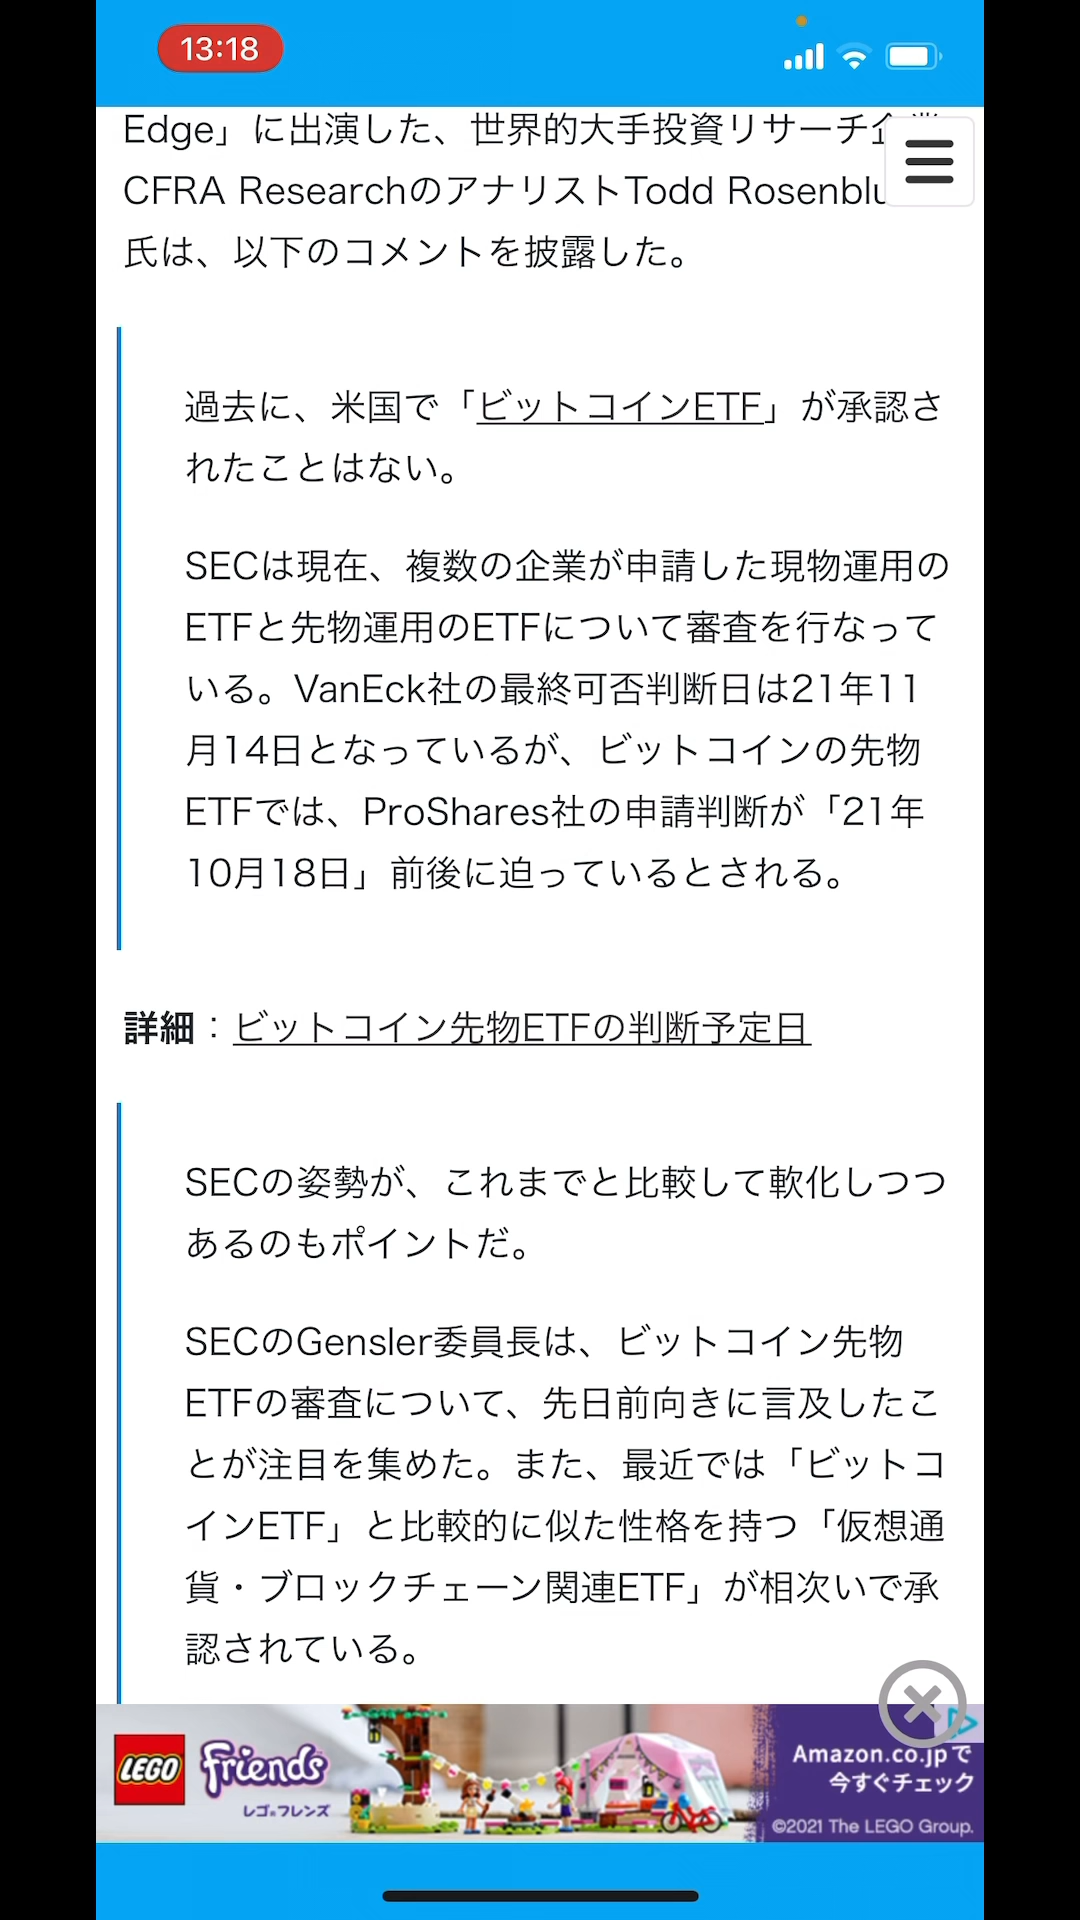 13:18
Edge」に出演した、世界的大手投資リサーチ企業
CFRA ResearchのアナリストTodd Rosenblu
氏は、以下のコメントを披露した。
過去に、米国で「ビットコインETF」が承認さ
れたことはない。
SECは現在、複数の企業が申請した現物運用の
ETFと先物運用のETFについて審査を行なって
いる。VanEck社の最終可否判断日は21年11
月14日となっているが、ビットコインの先物
ETFでは、ProShares社の申請判断が「21年
10月18日」前後に迫っているとされる。
詳細：ビットコイン先物ETFの判断予定日
SECの姿勢が、これまでと比較して軟化しつつ
あるのもポイントだ。
SECのGensler委員長は、ビットコイン先物
ETFの審査について、先日前向きに言及したこ
とが注目を集めた。また、最近では「ビットコ
インETF」と比較的に似た性格を持つ「仮想通
貨・ブロックチェーン関連ETF」が相次いで承
認されている。
LEGO Friends
レゴ®フレンズ
Amazon.co.jpで
今すぐチェック
©2021 The LEGO Group.